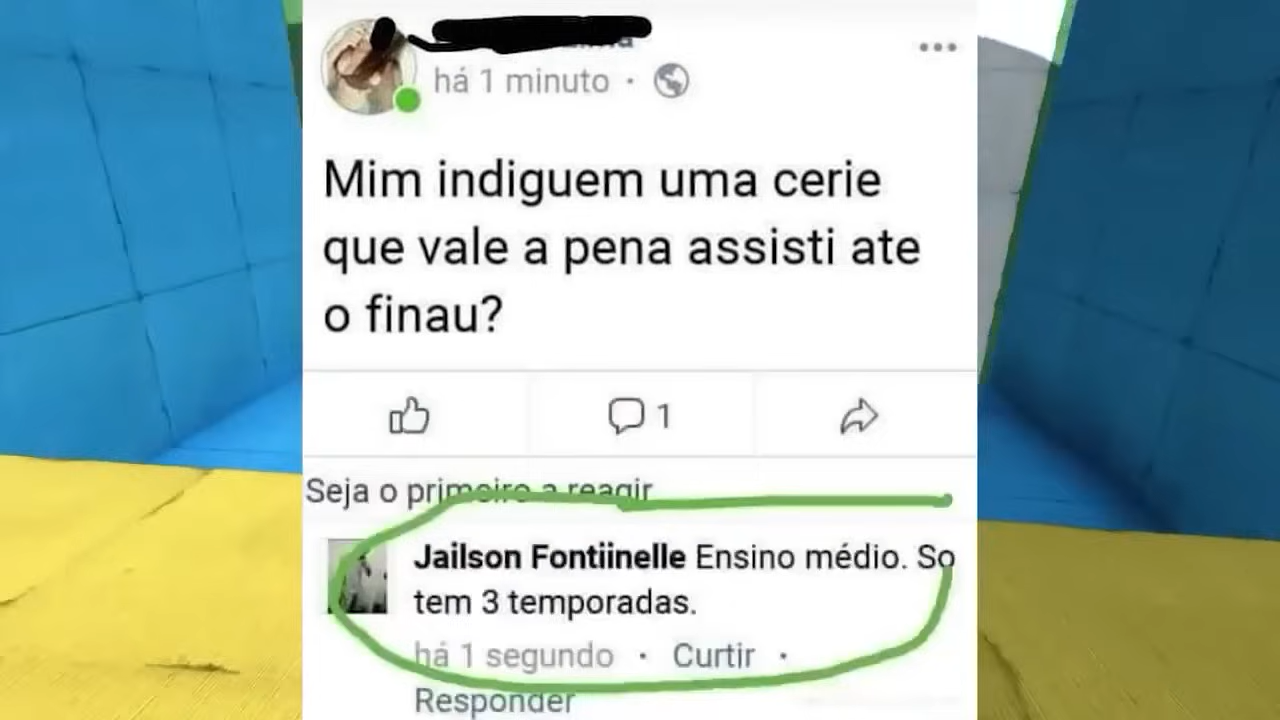 há 1 minuto ·
Mim indiguem uma cerie
que vale a pena assisti ate
o finau?
1
Seja o primeiro a reagir
Jailson Fontiinelle Ensino médio. So
tem 3 temporadas.
há 1 segundo · Curtir ·
Responder